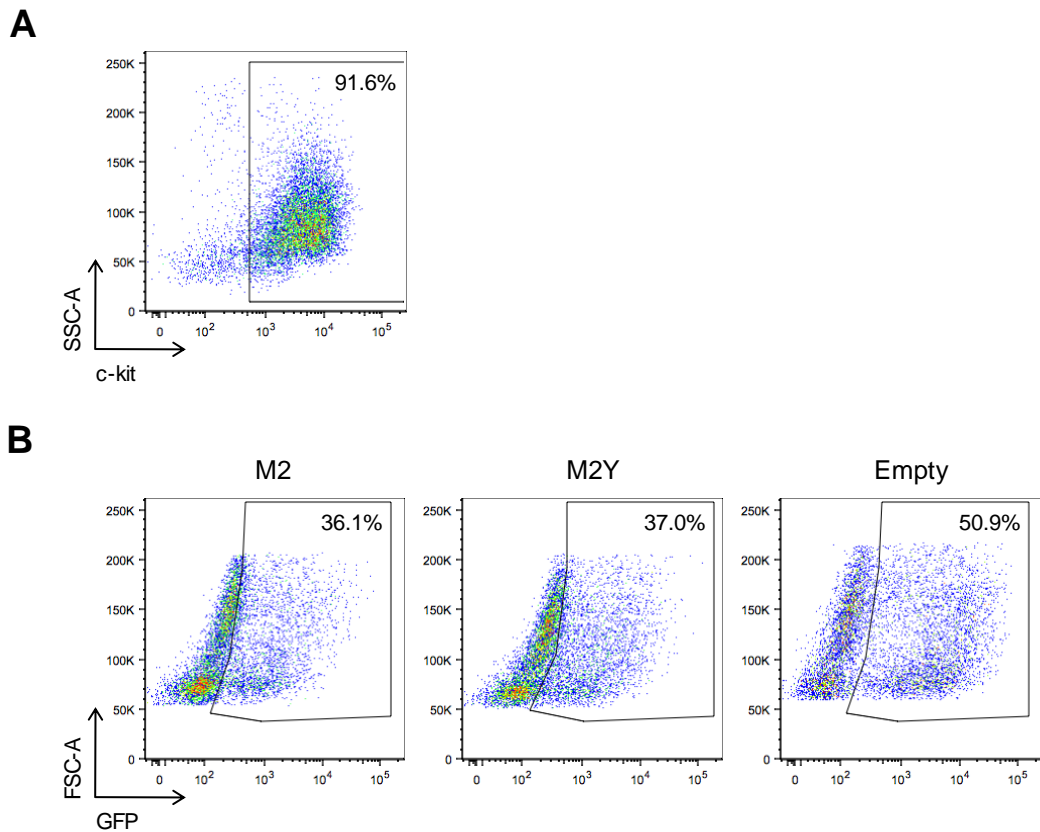 A
250K
91.6%
200K
150K
100K
50K
0
0 10² 10³ 10⁴ 10⁵
SSC-A
c-kit
B
M2 M2Y Empty
250K 250K 250K
36.1% 37.0% 50.9%
200K 200K 200K
150K 150K 150K
100K 100K 100K
50K 50K 50K
0 0 0
0 10² 10³ 10⁴ 10⁵ 0 10² 10³ 10⁴ 10⁵ 0 10² 10³ 10⁴ 10⁵
FSC-A
GFP